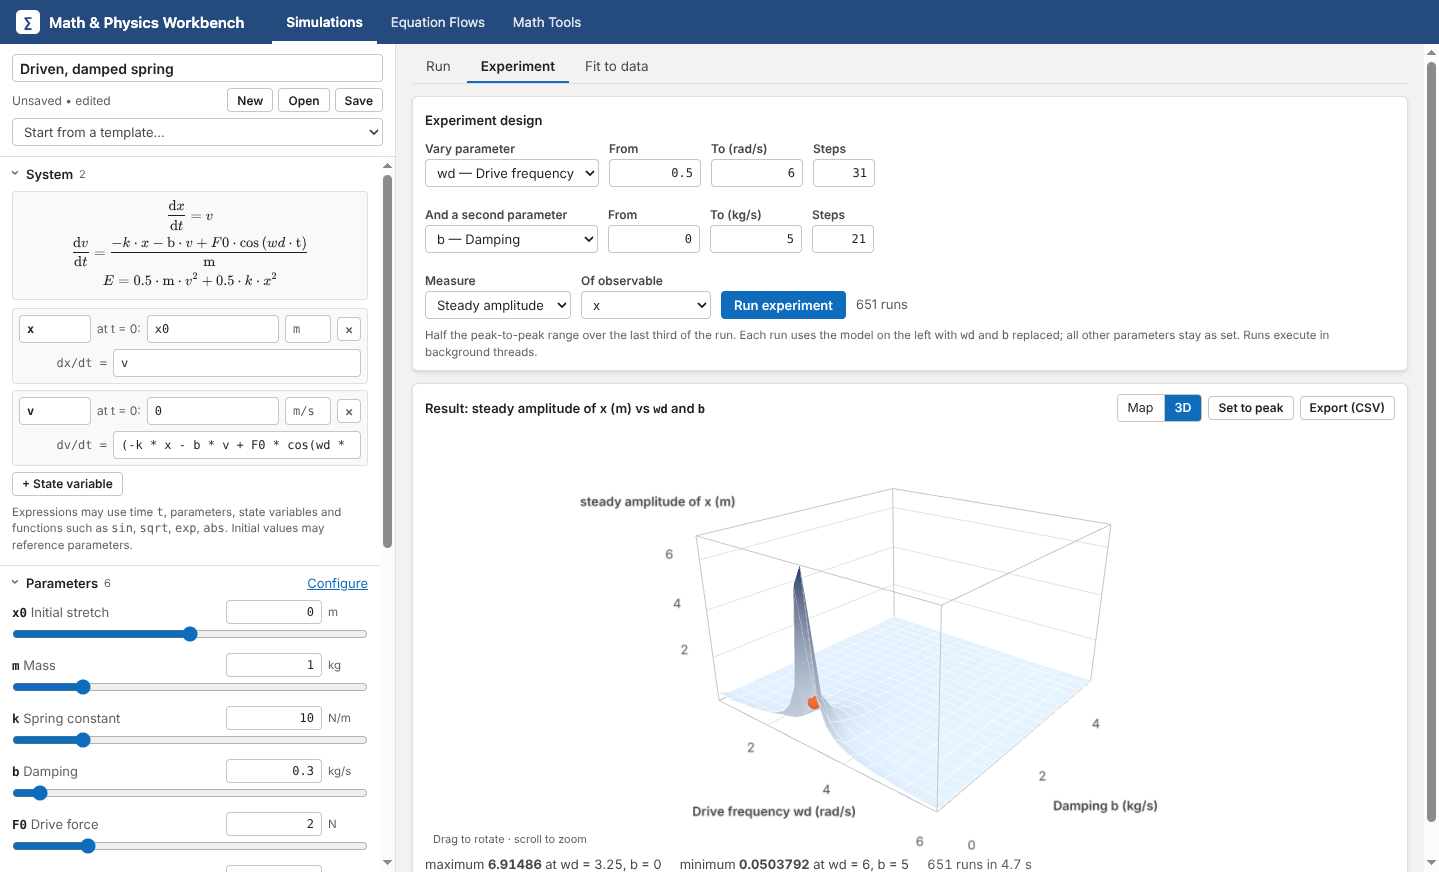 Σ Math & Physics Workbench Simulations Equation Flows Math Tools
Driven, damped spring
Unsaved • edited New Open Save
Start from a template...
System 2
dx/dt = v
dv/dt = (−k · x − b · v + F0 · cos (wd · t))/m
E = 0.5 · m · v² + 0.5 · k · x²
x at t = 0: x0 m ×
dx/dt = v
v at t = 0: 0 m/s ×
dv/dt = (-k * x - b * v + F0 * cos(wd *
+ State variable
Expressions may use time t, parameters, state variables and
functions such as sin, sqrt, exp, abs. Initial values may
reference parameters.
Parameters 6 Configure
x0 Initial stretch 0 m
m Mass 1 kg
k Spring constant 10 N/m
b Damping 0.3 kg/s
F0 Drive force 2 N
Run Experiment Fit to data
Experiment design
Vary parameter From To (rad/s) Steps
wd — Drive frequency 0.5 6 31
And a second parameter From To (kg/s) Steps
b — Damping 0 5 21
Measure Of observable
Steady amplitude x Run experiment 651 runs
Half the peak-to-peak range over the last third of the run. Each run uses the model on the left with wd and b replaced; all other parameters stay as set. Runs execute in
background threads.
Result: steady amplitude of x (m) vs wd and b Map 3D Set to peak Export (CSV)
steady amplitude of x (m)
6
4
2
2
4
6
Drive frequency wd (rad/s)
4
2
0
Damping b (kg/s)
Drag to rotate · scroll to zoom
maximum 6.91486 at wd = 3.25, b = 0 minimum 0.0503792 at wd = 6, b = 5 651 runs in 4.7 s